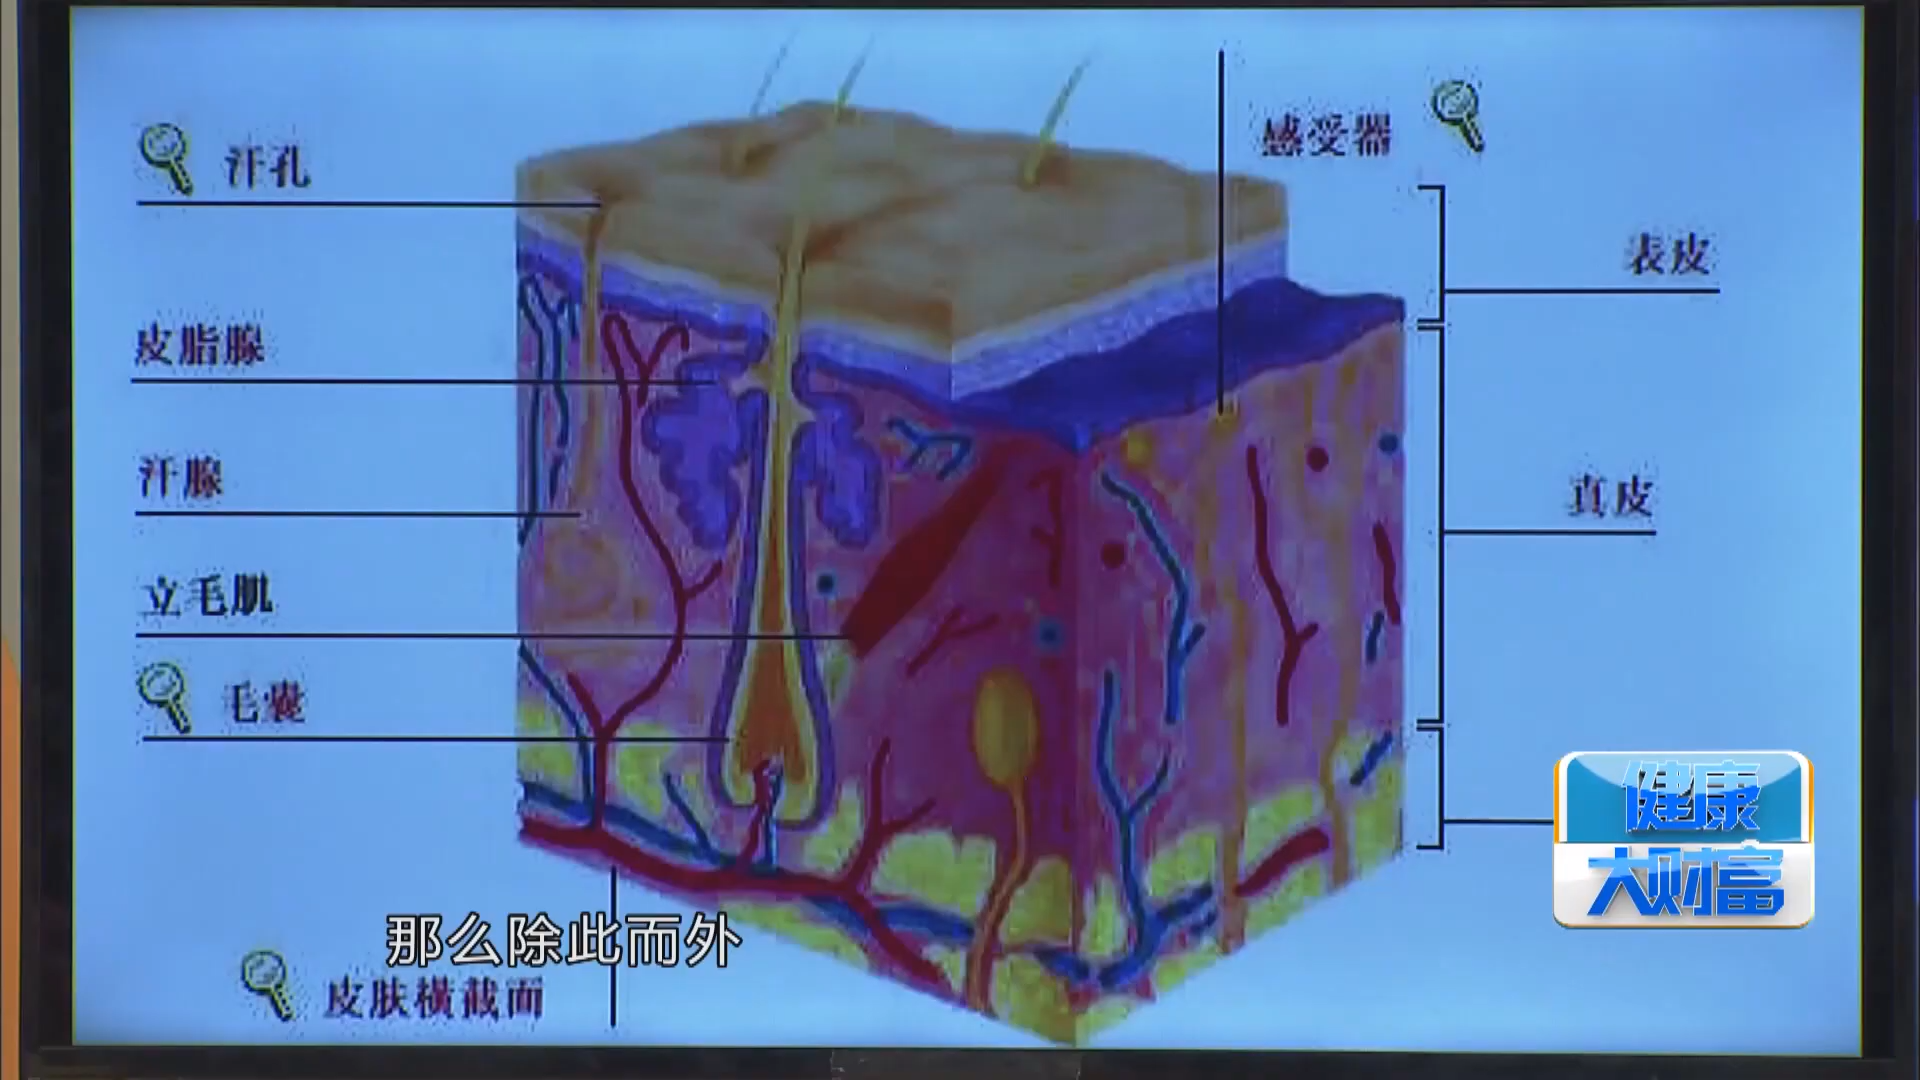 汗孔
感受器
表皮
皮脂腺
汗腺
真皮
立毛肌
毛囊
健康
大财富
那么除此而外
皮肤横截面